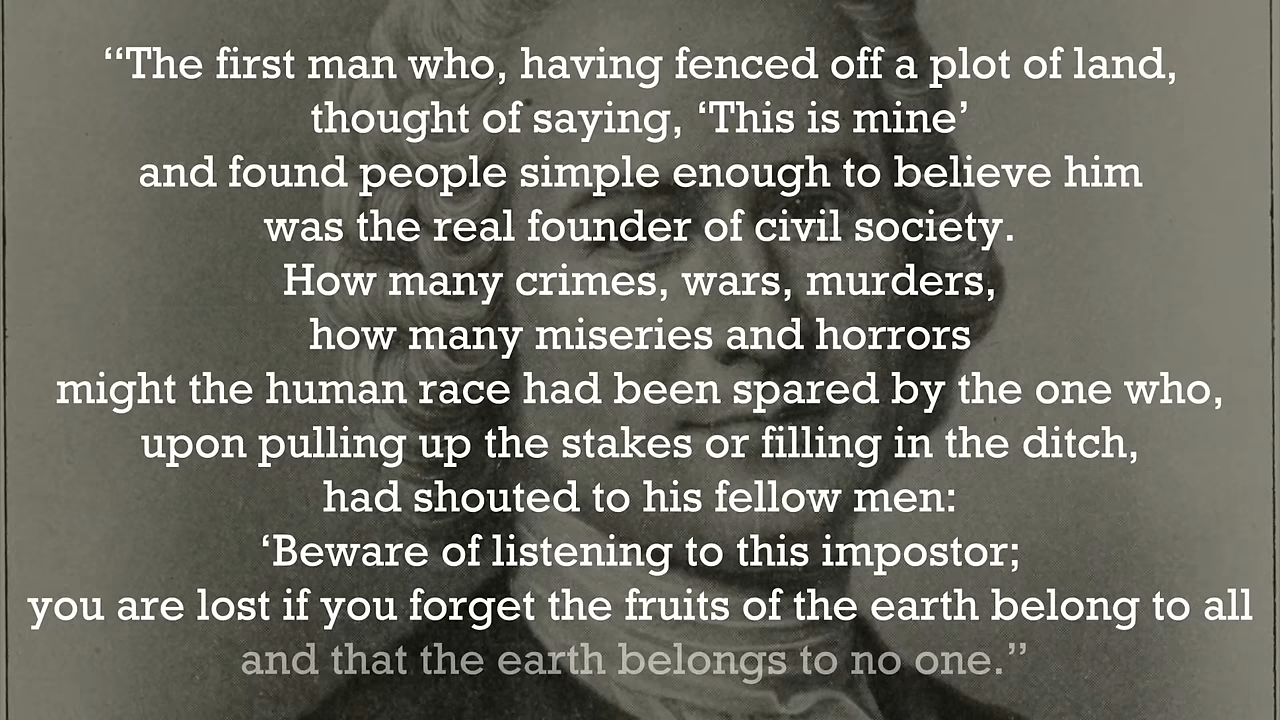 “The first man who, having fenced off a plot of land,
thought of saying, ‘This is mine’
and found people simple enough to believe him
was the real founder of civil society.
How many crimes, wars, murders,
how many miseries and horrors
might the human race had been spared by the one who,
upon pulling up the stakes or filling in the ditch,
had shouted to his fellow men:
‘Beware of listening to this impostor;
you are lost if you forget the fruits of the earth belong to all
and that the earth belongs to no one.”